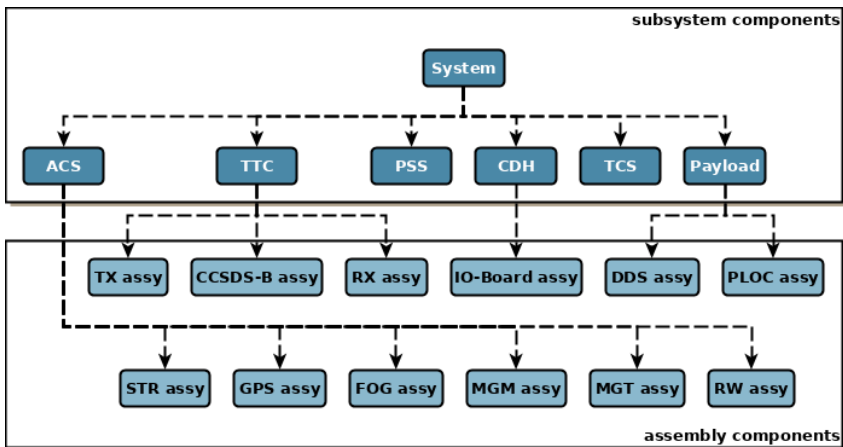 subsystem components
System
ACS TTC PSS CDH TCS Payload
TX assy CCSDS-B assy RX assy IO-Board assy DDS assy PLOC assy
STR assy GPS assy FOG assy MGM assy MGT assy RW assy
assembly components